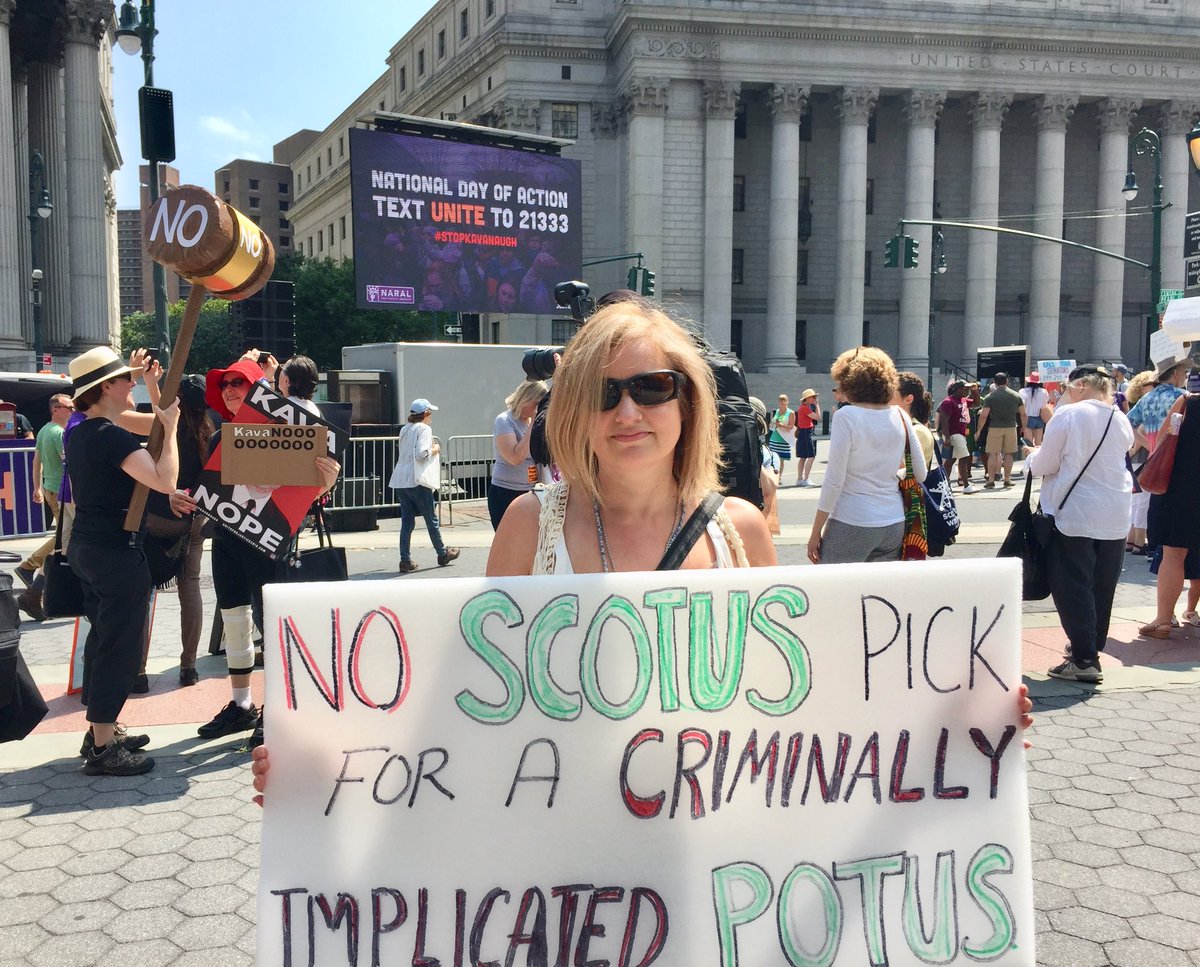 UNITED STATES COURT
NATIONAL DAY OF ACTION
TEXT UNITE TO 21333
#STOPKAVANAUGH
NARAL
NO
NO
KavaNOOO
OOOOOOOO
NOPE
NO SCOTUS PICK
FOR A CRIMINALLY
IMPLICATED POTUS